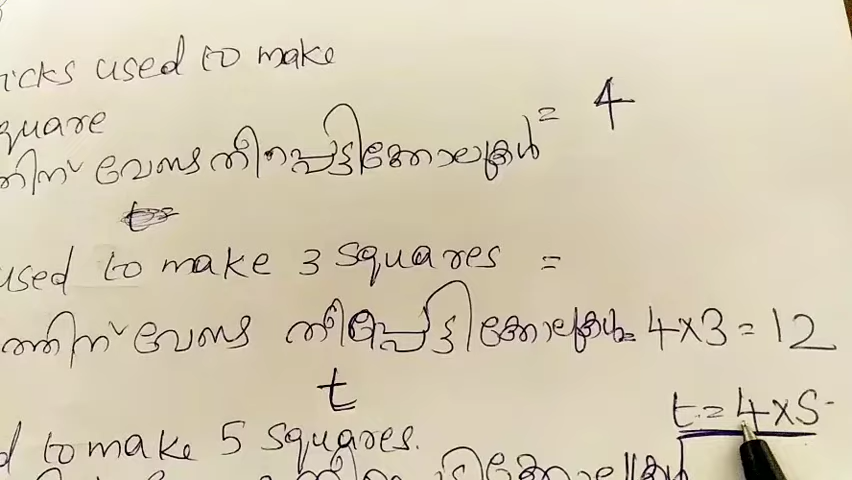 icks used to make
quare
ത്തിന് വേണ്ട തീപ്പെട്ടിക്കോലുകൾ = 4
used to make 3 squares =
ത്തിന് വേണ്ട തീപ്പെട്ടിക്കോലുകൾ = 4x3 = 12
t
t = 4 x S
d to make 5 squares.